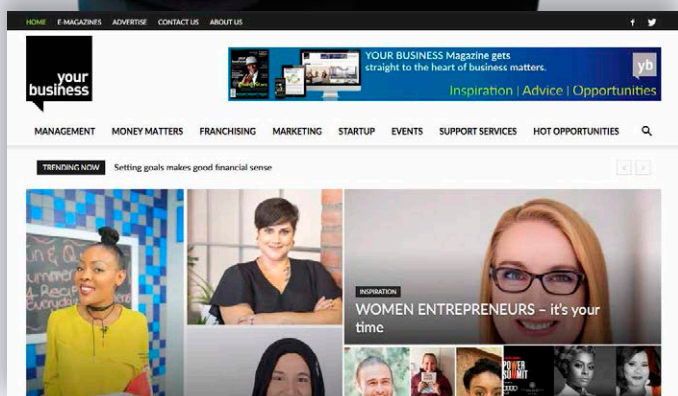 HOME E-MAGAZINES ADVERTISE CONTACT US ABOUT US
your
business
YOUR BUSINESS Magazine gets
straight to the heart of business matters.
yb
Inspiration | Advice | Opportunities
MANAGEMENT MONEY MATTERS FRANCHISING MARKETING STARTUP EVENTS SUPPORT SERVICES HOT OPPORTUNITIES
TRENDING NOW Setting goals makes good financial sense
INSPIRATION
WOMEN ENTREPRENEURS – it's your
time
POWER
SUMMIT